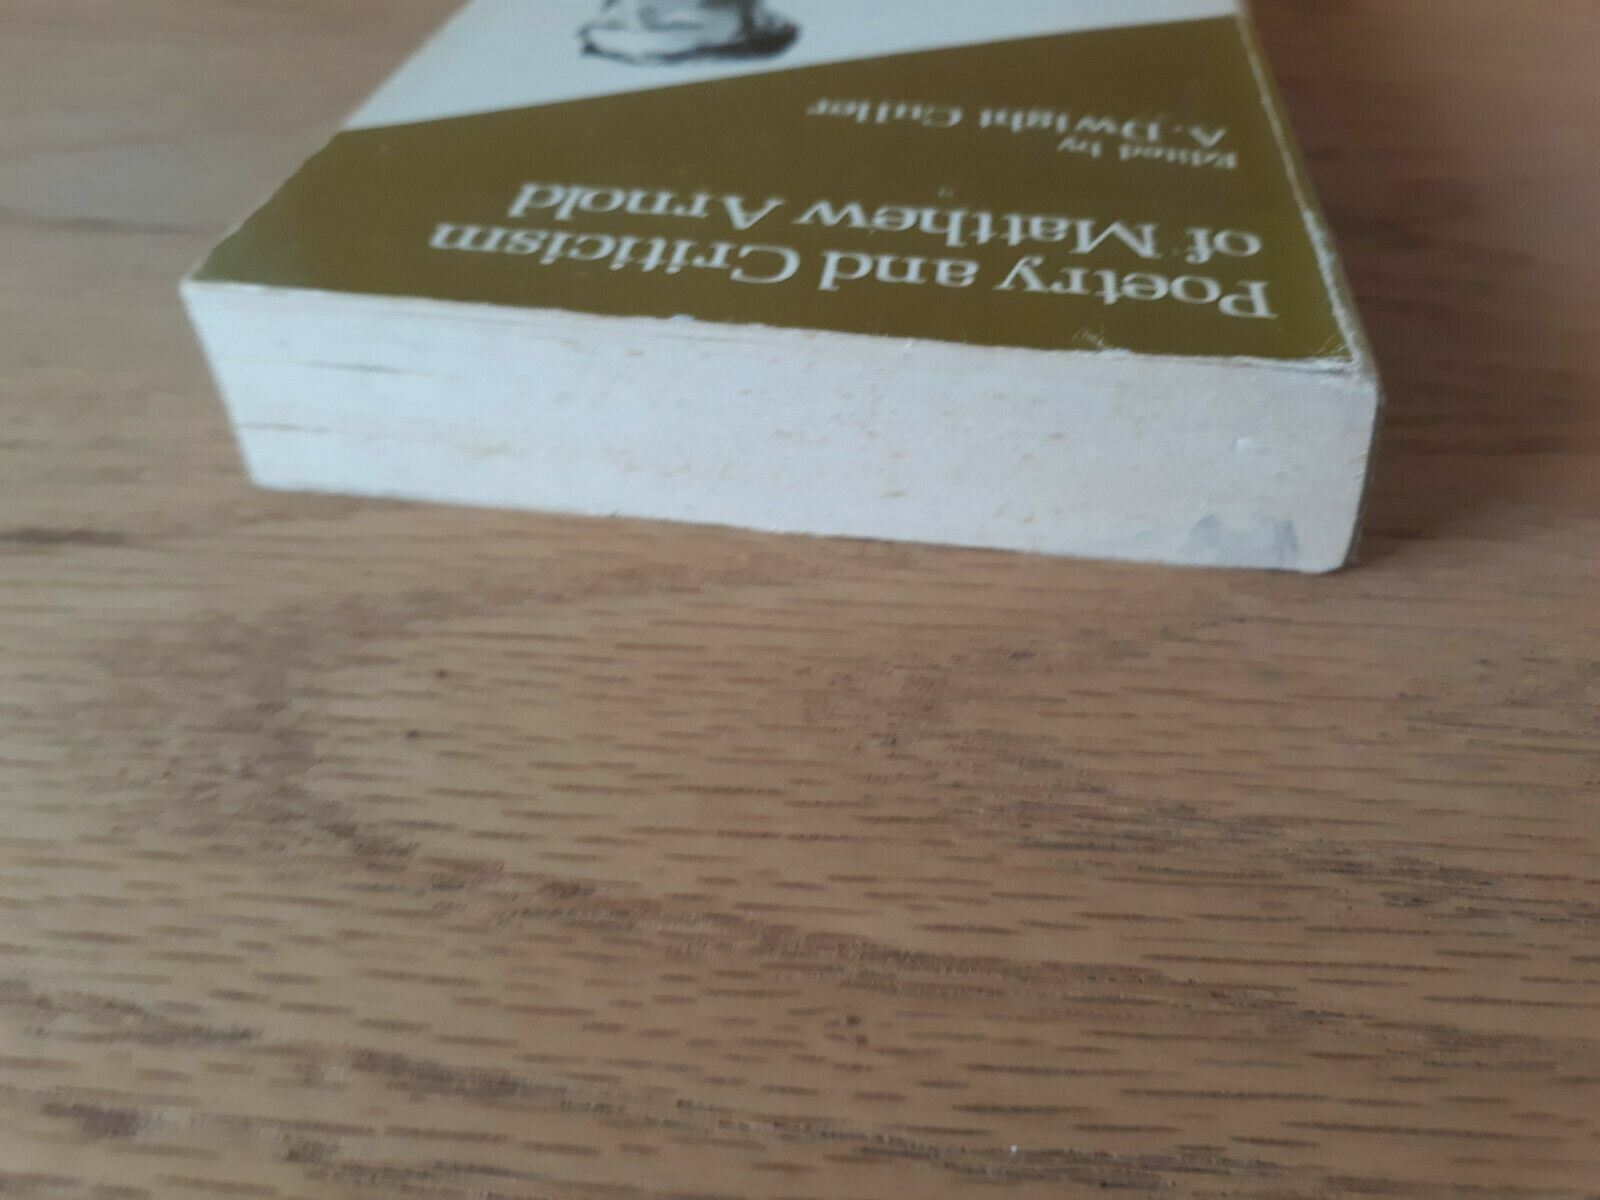 Poetry and Criticism
of Matthew Arnold
Edited by
A. Dwight Culler